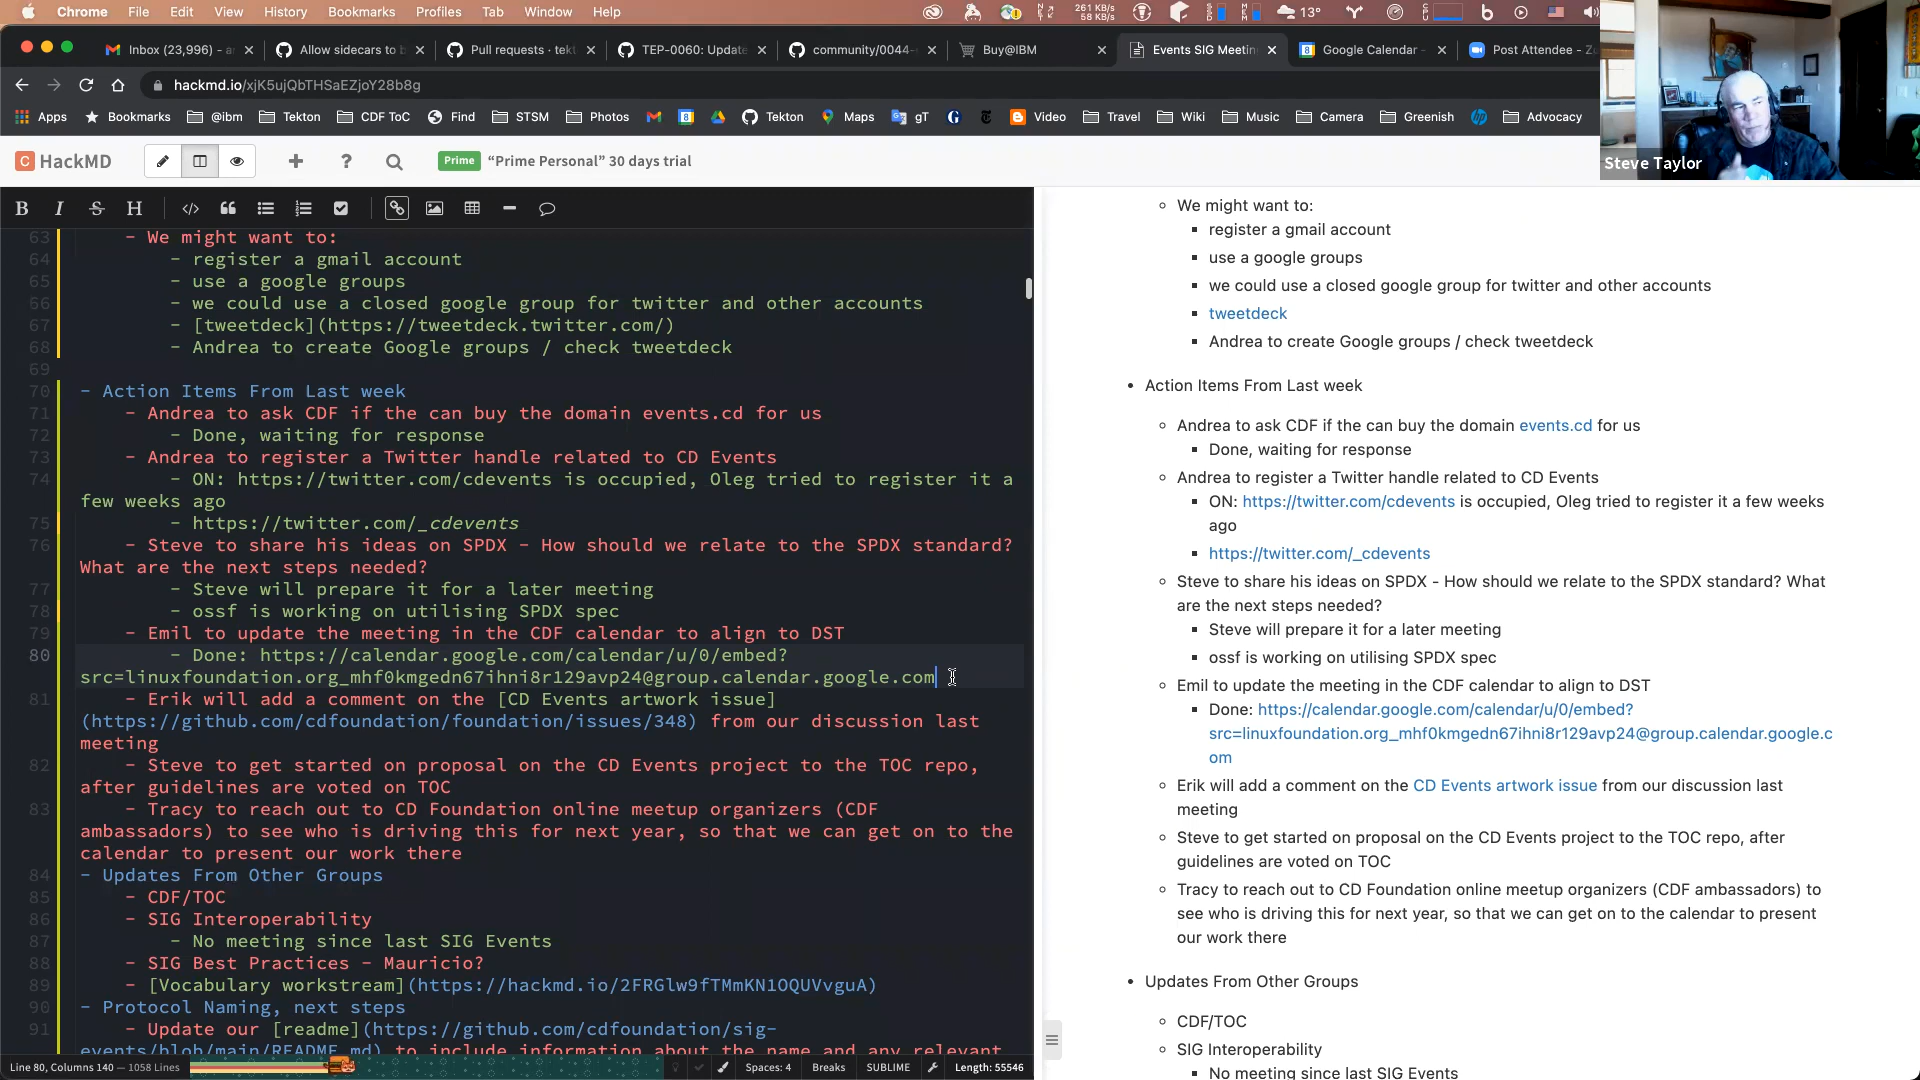 Chrome File Edit View History Bookmarks Profiles Tab Window Help
261 KB/s
58 KB/s
13°
Inbox (23,996) - an
Allow sidecars to b
Pull requests · tekt
TEP-0060: Update
community/0044-
Buy@IBM
Events SIG Meetin
Google Calendar -
Post Attendee - Zo
hackmd.io/xjK5ujQbTHSaEZjoY28b8g
Apps Bookmarks @ibm Tekton CDF ToC Find STSM Photos Tekton Maps gT Video Travel Wiki Music Camera Greenish Advocacy
HackMD
Prime "Prime Personal" 30 days trial
Steve Taylor
63 - We might want to:
64 - register a gmail account
65 - use a google groups
66 - we could use a closed google group for twitter and other accounts
67 - [tweetdeck](https://tweetdeck.twitter.com/)
68 - Andrea to create Google groups / check tweetdeck
69
70 - Action Items From Last week
71 - Andrea to ask CDF if the can buy the domain events.cd for us
72 - Done, waiting for response
73 - Andrea to register a Twitter handle related to CD Events
74 - ON: https://twitter.com/cdevents is occupied, Oleg tried to register it a
few weeks ago
75 - https://twitter.com/_cdevents
76 - Steve to share his ideas on SPDX - How should we relate to the SPDX standard?
What are the next steps needed?
77 - Steve will prepare it for a later meeting
78 - ossf is working on utilising SPDX spec
79 - Emil to update the meeting in the CDF calendar to align to DST
80 - Done: https://calendar.google.com/calendar/u/0/embed?
src=linuxfoundation.org_mhf0kmgedn67ihni8r129avp24@group.calendar.google.com
81 - Erik will add a comment on the [CD Events artwork issue]
(https://github.com/cdfoundation/foundation/issues/348) from our discussion last
meeting
82 - Steve to get started on proposal on the CD Events project to the TOC repo,
after guidelines are voted on TOC
83 - Tracy to reach out to CD Foundation online meetup organizers (CDF
ambassadors) to see who is driving this for next year, so that we can get on to the
calendar to present our work there
84 - Updates From Other Groups
85 - CDF/TOC
86 - SIG Interoperability
87 - No meeting since last SIG Events
88 - SIG Best Practices - Mauricio?
89 - [Vocabulary workstream](https://hackmd.io/2FRGlw9fTMmKN1OQUVvguA)
90 - Protocol Naming, next steps
91 - Update our [readme](https://github.com/cdfoundation/sig-
events/blob/main/README.md) to include information about the name and any relevant
Line 80, Columns 140 — 1058 Lines
Spaces: 4 Breaks SUBLIME Length: 55546
We might want to:
register a gmail account
use a google groups
we could use a closed google group for twitter and other accounts
tweetdeck
Andrea to create Google groups / check tweetdeck
Action Items From Last week
Andrea to ask CDF if the can buy the domain events.cd for us
Done, waiting for response
Andrea to register a Twitter handle related to CD Events
ON: https://twitter.com/cdevents is occupied, Oleg tried to register it a few weeks
ago
https://twitter.com/_cdevents
Steve to share his ideas on SPDX - How should we relate to the SPDX standard? What
are the next steps needed?
Steve will prepare it for a later meeting
ossf is working on utilising SPDX spec
Emil to update the meeting in the CDF calendar to align to DST
Done: https://calendar.google.com/calendar/u/0/embed?
src=linuxfoundation.org_mhf0kmgedn67ihni8r129avp24@group.calendar.google.c
om
Erik will add a comment on the CD Events artwork issue from our discussion last
meeting
Steve to get started on proposal on the CD Events project to the TOC repo, after
guidelines are voted on TOC
Tracy to reach out to CD Foundation online meetup organizers (CDF ambassadors) to
see who is driving this for next year, so that we can get on to the calendar to present
our work there
Updates From Other Groups
CDF/TOC
SIG Interoperability
No meeting since last SIG Events